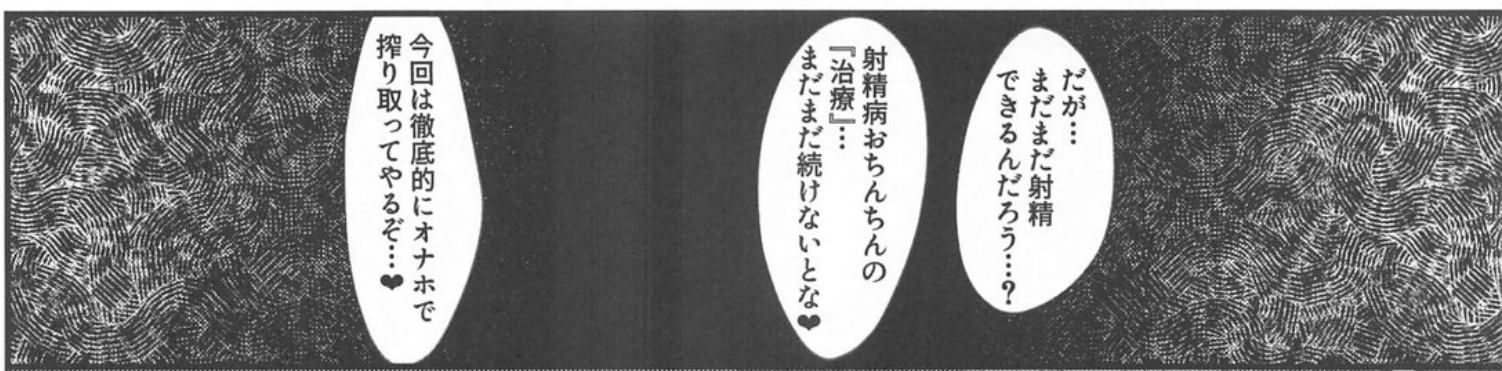 だが…
まだまだ射精
できるんだろう…？
射精病おちんちんの
『治療』…
まだまだ続けないとな❤
今回は徹底的にオナホで
搾り取ってやるぞ…❤